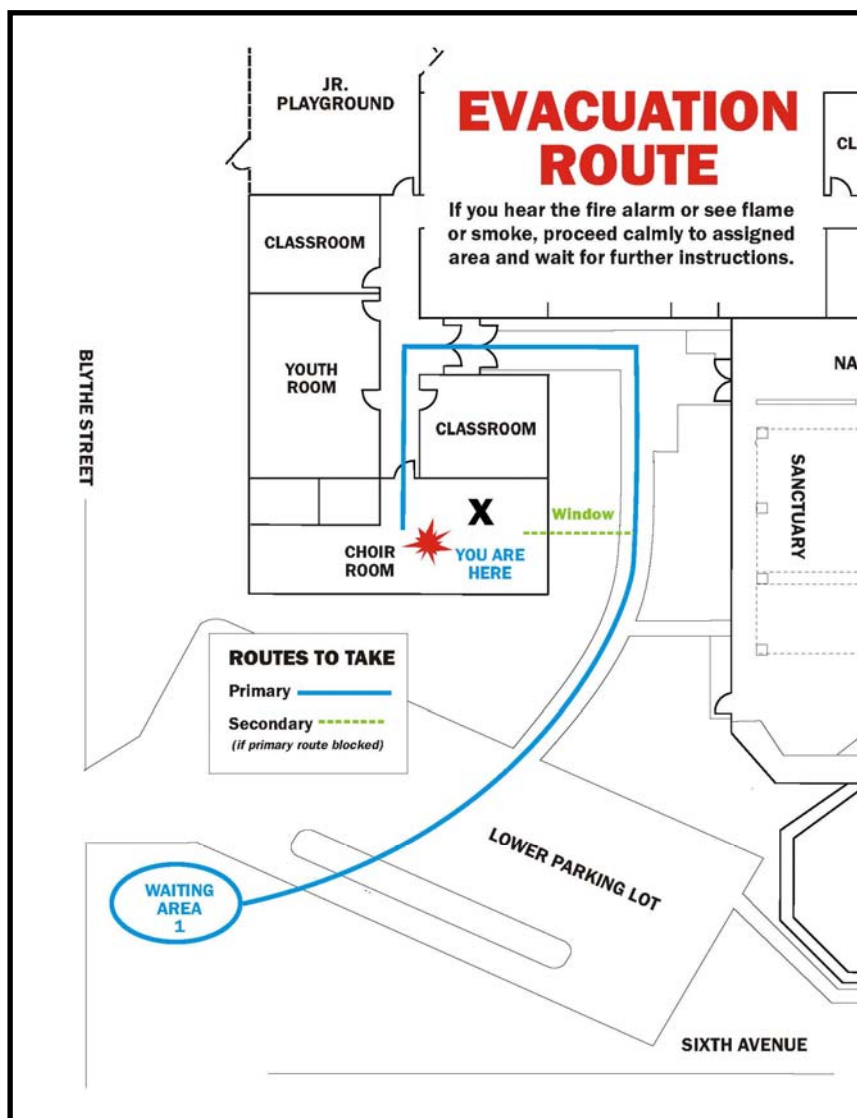 JR.
PLAYGROUND
EVACUATION
ROUTE
If you hear the fire alarm or see flame
or smoke, proceed calmly to assigned
area and wait for further instructions.
CL
CLASSROOM
BLYTHE STREET
YOUTH
ROOM
NA
CLASSROOM
SANCTUARY
X
Window
CHOIR
ROOM
YOU ARE
HERE
ROUTES TO TAKE
Primary
Secondary
(if primary route blocked)
LOWER PARKING LOT
WAITING
AREA
1
SIXTH AVENUE